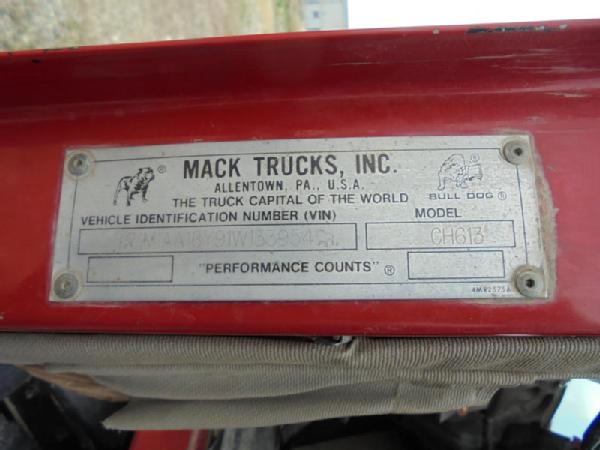 MACK TRUCKS, INC.
ALLENTOWN, PA., U.S.A.
THE TRUCK CAPITAL OF THE WORLD
BULL DOG ®
VEHICLE IDENTIFICATION NUMBER (VIN)
MODEL
CH613
"PERFORMANCE COUNTS" ®